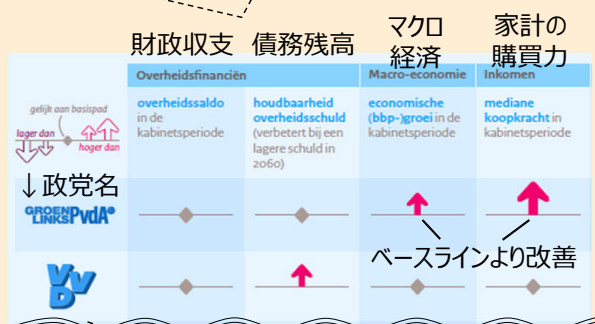 財政収支
債務残高
マクロ
経済
家計の
購買力
Overheidsfinanciën
Macro-economie
Inkomen
gelijk aan basispad
lager dan
hoger dan
overheidssaldo
in de
kabinetsperiode
houdbaarheid
overheidsschuld
(verbetert bij een
lagere schuld in
2060)
economische
(bbp-)groei in de
kabinetsperiode
mediane
koopkracht in
kabinetsperiode
↓政党名
GROEN
LINKS PvdA
ベースラインより改善
VVD